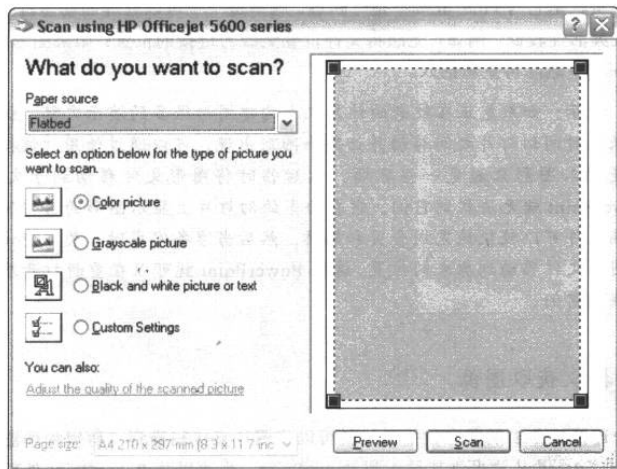 Scan using HP Officejet 5600 series
What do you want to scan?
Paper source
Flatbed
Select an option below for the type of picture you
want to scan.
Color picture
Grayscale picture
Black and white picture or text
Custom Settings
You can also:
Adjust the quality of the scanned picture
Page size: A4 210 x 297 mm (8.3 x 11.7 inc
Preview Scan Cancel
PowerPoint